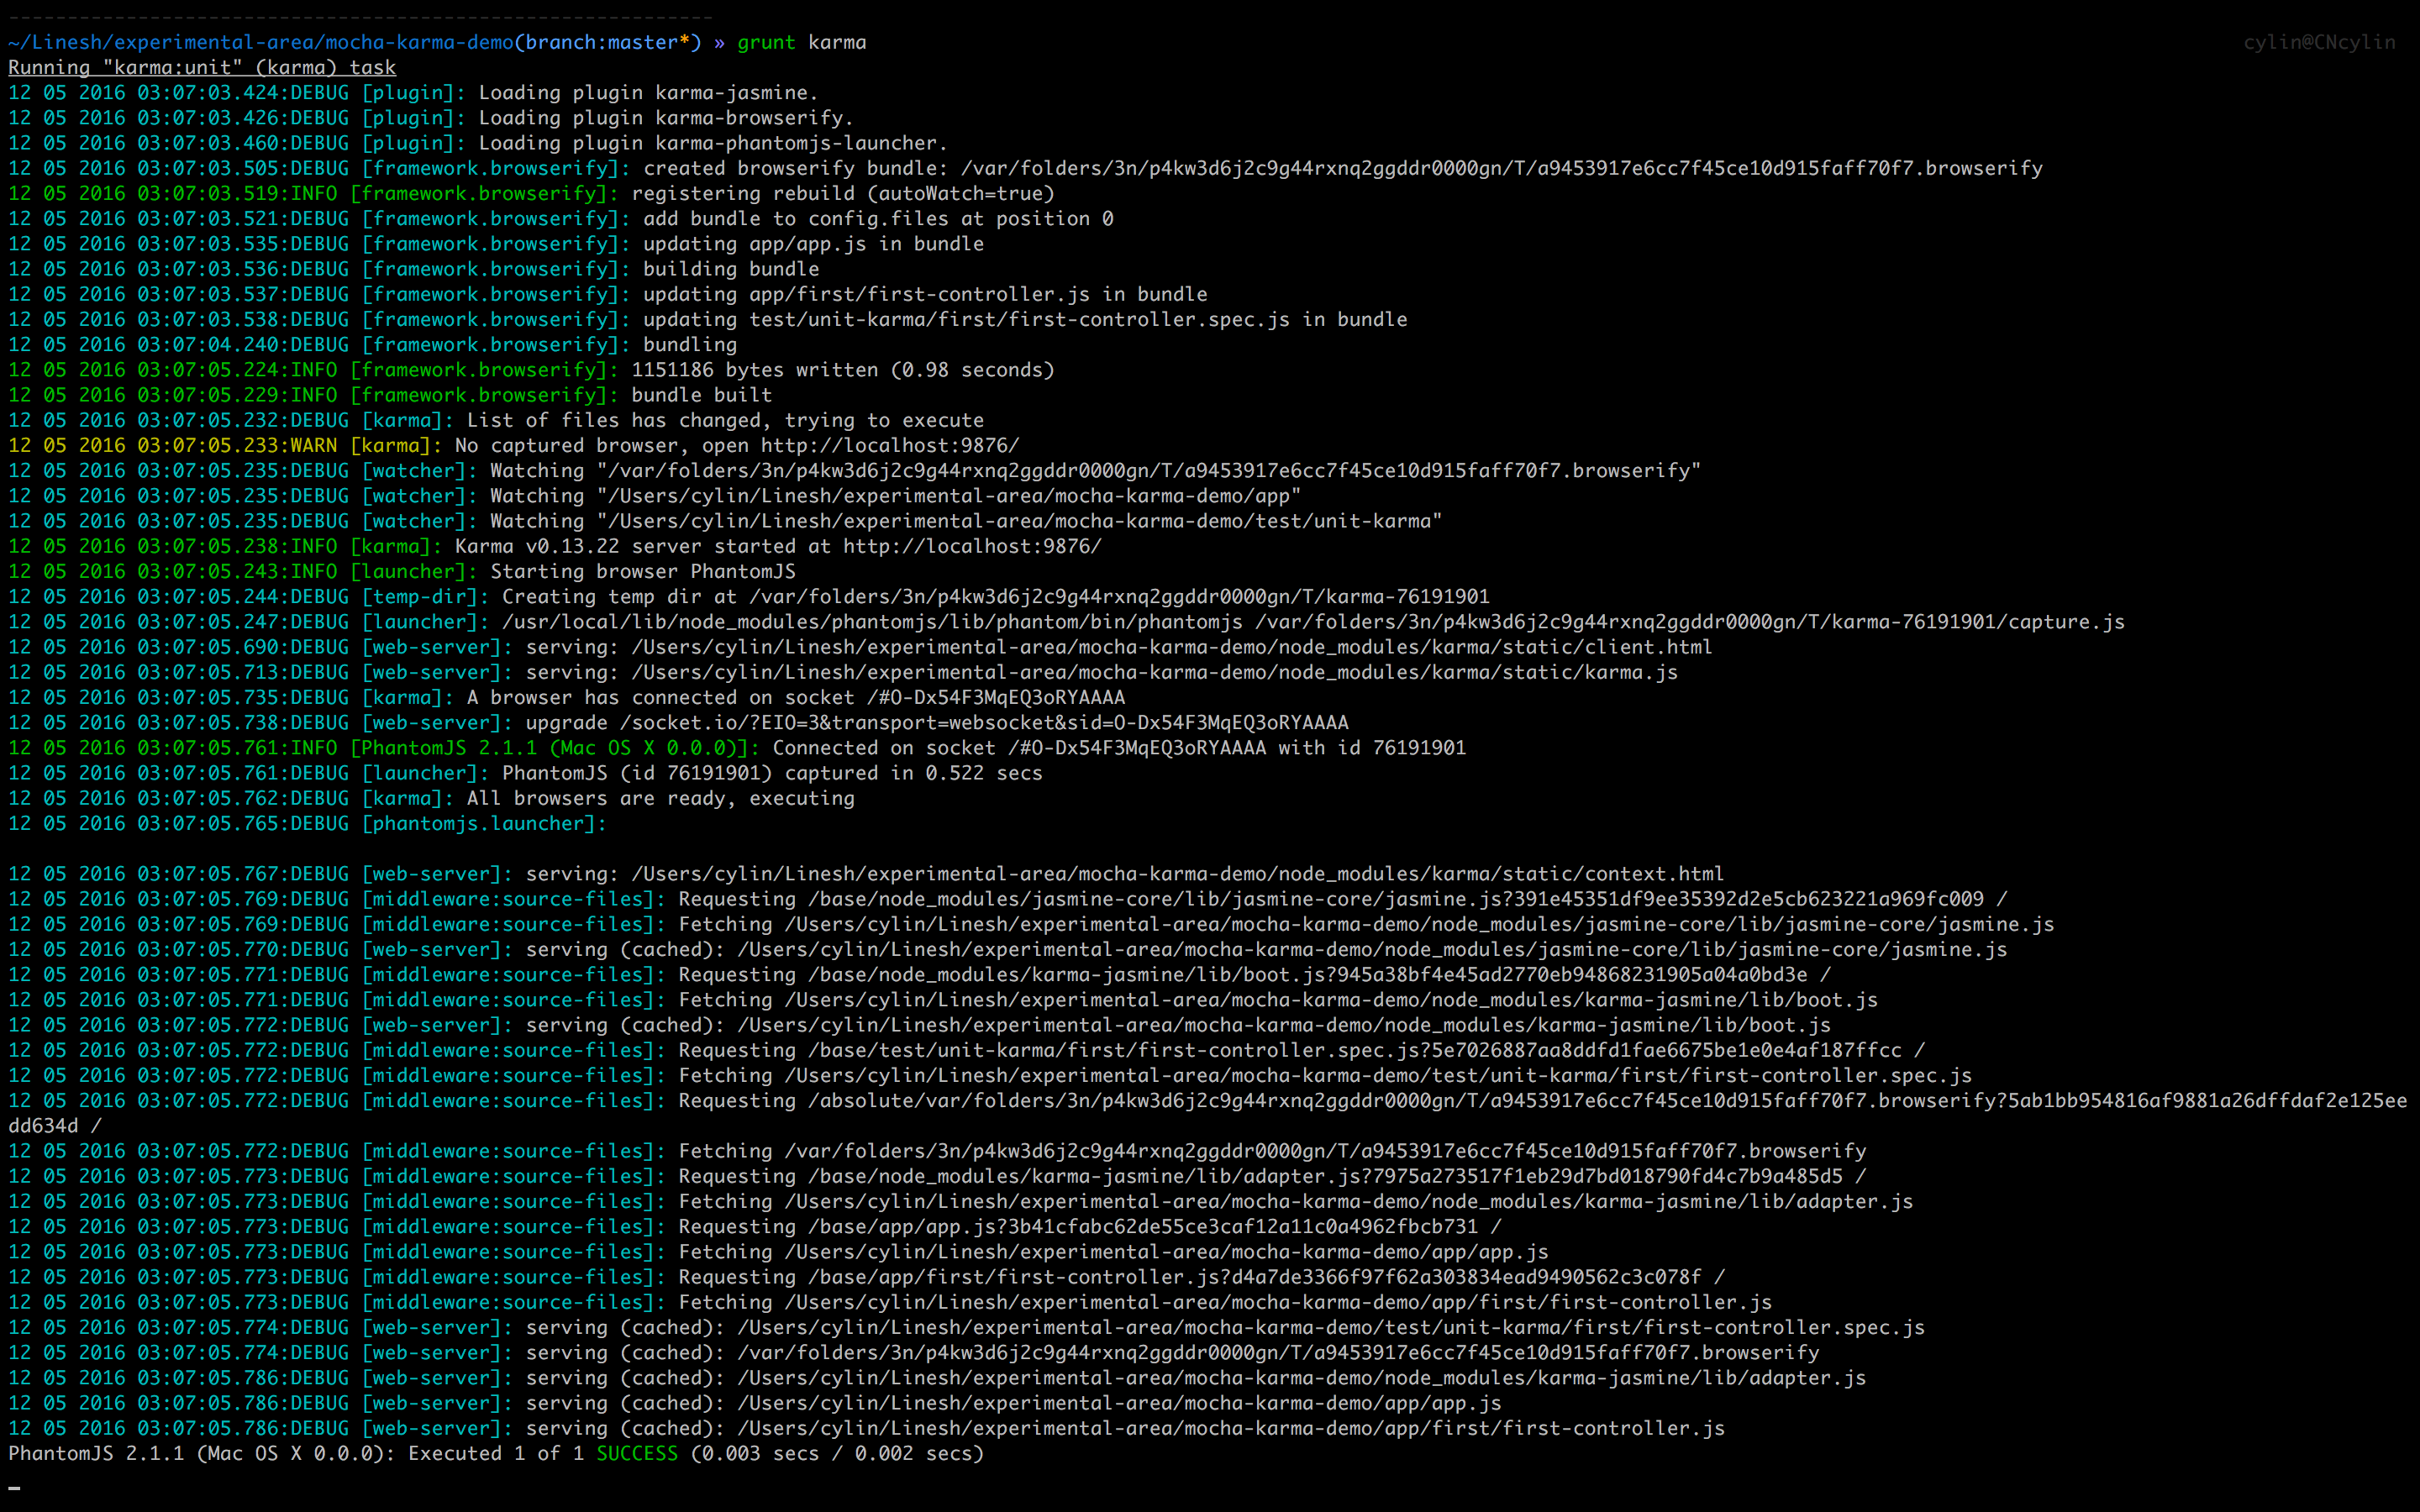 ------------------------------------------------------------
~/Linesh/experimental-area/mocha-karma-demo(branch:master*) » grunt karma cylin@CNcylin
Running "karma:unit" (karma) task
12 05 2016 03:07:03.424:DEBUG [plugin]: Loading plugin karma-jasmine.
12 05 2016 03:07:03.426:DEBUG [plugin]: Loading plugin karma-browserify.
12 05 2016 03:07:03.460:DEBUG [plugin]: Loading plugin karma-phantomjs-launcher.
12 05 2016 03:07:03.505:DEBUG [framework.browserify]: created browserify bundle: /var/folders/3n/p4kw3d6j2c9g44rxnq2ggddr0000gn/T/a9453917e6cc7f45ce10d915faff70f7.browserify
12 05 2016 03:07:03.519:INFO [framework.browserify]: registering rebuild (autoWatch=true)
12 05 2016 03:07:03.521:DEBUG [framework.browserify]: add bundle to config.files at position 0
12 05 2016 03:07:03.535:DEBUG [framework.browserify]: updating app/app.js in bundle
12 05 2016 03:07:03.536:DEBUG [framework.browserify]: building bundle
12 05 2016 03:07:03.537:DEBUG [framework.browserify]: updating app/first/first-controller.js in bundle
12 05 2016 03:07:03.538:DEBUG [framework.browserify]: updating test/unit-karma/first/first-controller.spec.js in bundle
12 05 2016 03:07:04.240:DEBUG [framework.browserify]: bundling
12 05 2016 03:07:05.224:INFO [framework.browserify]: 1151186 bytes written (0.98 seconds)
12 05 2016 03:07:05.229:INFO [framework.browserify]: bundle built
12 05 2016 03:07:05.232:DEBUG [karma]: List of files has changed, trying to execute
12 05 2016 03:07:05.233:WARN [karma]: No captured browser, open http://localhost:9876/
12 05 2016 03:07:05.235:DEBUG [watcher]: Watching "/var/folders/3n/p4kw3d6j2c9g44rxnq2ggddr0000gn/T/a9453917e6cc7f45ce10d915faff70f7.browserify"
12 05 2016 03:07:05.235:DEBUG [watcher]: Watching "/Users/cylin/Linesh/experimental-area/mocha-karma-demo/app"
12 05 2016 03:07:05.235:DEBUG [watcher]: Watching "/Users/cylin/Linesh/experimental-area/mocha-karma-demo/test/unit-karma"
12 05 2016 03:07:05.238:INFO [karma]: Karma v0.13.22 server started at http://localhost:9876/
12 05 2016 03:07:05.243:INFO [launcher]: Starting browser PhantomJS
12 05 2016 03:07:05.244:DEBUG [temp-dir]: Creating temp dir at /var/folders/3n/p4kw3d6j2c9g44rxnq2ggddr0000gn/T/karma-76191901
12 05 2016 03:07:05.247:DEBUG [launcher]: /usr/local/lib/node_modules/phantomjs/lib/phantom/bin/phantomjs /var/folders/3n/p4kw3d6j2c9g44rxnq2ggddr0000gn/T/karma-76191901/capture.js
12 05 2016 03:07:05.690:DEBUG [web-server]: serving: /Users/cylin/Linesh/experimental-area/mocha-karma-demo/node_modules/karma/static/client.html
12 05 2016 03:07:05.713:DEBUG [web-server]: serving: /Users/cylin/Linesh/experimental-area/mocha-karma-demo/node_modules/karma/static/karma.js
12 05 2016 03:07:05.735:DEBUG [karma]: A browser has connected on socket /#O-Dx54F3MqEQ3oRYAAAA
12 05 2016 03:07:05.738:DEBUG [web-server]: upgrade /socket.io/?EIO=3&transport=websocket&sid=O-Dx54F3MqEQ3oRYAAAA
12 05 2016 03:07:05.761:INFO [PhantomJS 2.1.1 (Mac OS X 0.0.0)]: Connected on socket /#O-Dx54F3MqEQ3oRYAAAA with id 76191901
12 05 2016 03:07:05.761:DEBUG [launcher]: PhantomJS (id 76191901) captured in 0.522 secs
12 05 2016 03:07:05.762:DEBUG [karma]: All browsers are ready, executing
12 05 2016 03:07:05.765:DEBUG [phantomjs.launcher]:
12 05 2016 03:07:05.767:DEBUG [web-server]: serving: /Users/cylin/Linesh/experimental-area/mocha-karma-demo/node_modules/karma/static/context.html
12 05 2016 03:07:05.769:DEBUG [middleware:source-files]: Requesting /base/node_modules/jasmine-core/lib/jasmine-core/jasmine.js?391e45351df9ee35392d2e5cb623221a969fc009 /
12 05 2016 03:07:05.769:DEBUG [middleware:source-files]: Fetching /Users/cylin/Linesh/experimental-area/mocha-karma-demo/node_modules/jasmine-core/lib/jasmine-core/jasmine.js
12 05 2016 03:07:05.770:DEBUG [web-server]: serving (cached): /Users/cylin/Linesh/experimental-area/mocha-karma-demo/node_modules/jasmine-core/lib/jasmine-core/jasmine.js
12 05 2016 03:07:05.771:DEBUG [middleware:source-files]: Requesting /base/node_modules/karma-jasmine/lib/boot.js?945a38bf4e45ad2770eb94868231905a04a0bd3e /
12 05 2016 03:07:05.771:DEBUG [middleware:source-files]: Fetching /Users/cylin/Linesh/experimental-area/mocha-karma-demo/node_modules/karma-jasmine/lib/boot.js
12 05 2016 03:07:05.772:DEBUG [web-server]: serving (cached): /Users/cylin/Linesh/experimental-area/mocha-karma-demo/node_modules/karma-jasmine/lib/boot.js
12 05 2016 03:07:05.772:DEBUG [middleware:source-files]: Requesting /base/test/unit-karma/first/first-controller.spec.js?5e7026887aa8ddfd1fae6675be1e0e4af187ffcc /
12 05 2016 03:07:05.772:DEBUG [middleware:source-files]: Fetching /Users/cylin/Linesh/experimental-area/mocha-karma-demo/test/unit-karma/first/first-controller.spec.js
12 05 2016 03:07:05.772:DEBUG [middleware:source-files]: Requesting /absolute/var/folders/3n/p4kw3d6j2c9g44rxnq2ggddr0000gn/T/a9453917e6cc7f45ce10d915faff70f7.browserify?5ab1bb954816af9881a26dffdaf2e125ee
dd634d /
12 05 2016 03:07:05.772:DEBUG [middleware:source-files]: Fetching /var/folders/3n/p4kw3d6j2c9g44rxnq2ggddr0000gn/T/a9453917e6cc7f45ce10d915faff70f7.browserify
12 05 2016 03:07:05.773:DEBUG [middleware:source-files]: Requesting /base/node_modules/karma-jasmine/lib/adapter.js?7975a273517f1eb29d7bd018790fd4c7b9a485d5 /
12 05 2016 03:07:05.773:DEBUG [middleware:source-files]: Fetching /Users/cylin/Linesh/experimental-area/mocha-karma-demo/node_modules/karma-jasmine/lib/adapter.js
12 05 2016 03:07:05.773:DEBUG [middleware:source-files]: Requesting /base/app/app.js?3b41cfabc62de55ce3caf12a11c0a4962fbcb731 /
12 05 2016 03:07:05.773:DEBUG [middleware:source-files]: Fetching /Users/cylin/Linesh/experimental-area/mocha-karma-demo/app/app.js
12 05 2016 03:07:05.773:DEBUG [middleware:source-files]: Requesting /base/app/first/first-controller.js?d4a7de3366f97f62a303834ead9490562c3c078f /
12 05 2016 03:07:05.773:DEBUG [middleware:source-files]: Fetching /Users/cylin/Linesh/experimental-area/mocha-karma-demo/app/first/first-controller.js
12 05 2016 03:07:05.774:DEBUG [web-server]: serving (cached): /Users/cylin/Linesh/experimental-area/mocha-karma-demo/test/unit-karma/first/first-controller.spec.js
12 05 2016 03:07:05.774:DEBUG [web-server]: serving (cached): /var/folders/3n/p4kw3d6j2c9g44rxnq2ggddr0000gn/T/a9453917e6cc7f45ce10d915faff70f7.browserify
12 05 2016 03:07:05.786:DEBUG [web-server]: serving (cached): /Users/cylin/Linesh/experimental-area/mocha-karma-demo/node_modules/karma-jasmine/lib/adapter.js
12 05 2016 03:07:05.786:DEBUG [web-server]: serving (cached): /Users/cylin/Linesh/experimental-area/mocha-karma-demo/app/app.js
12 05 2016 03:07:05.786:DEBUG [web-server]: serving (cached): /Users/cylin/Linesh/experimental-area/mocha-karma-demo/app/first/first-controller.js
PhantomJS 2.1.1 (Mac OS X 0.0.0): Executed 1 of 1 SUCCESS (0.003 secs / 0.002 secs)